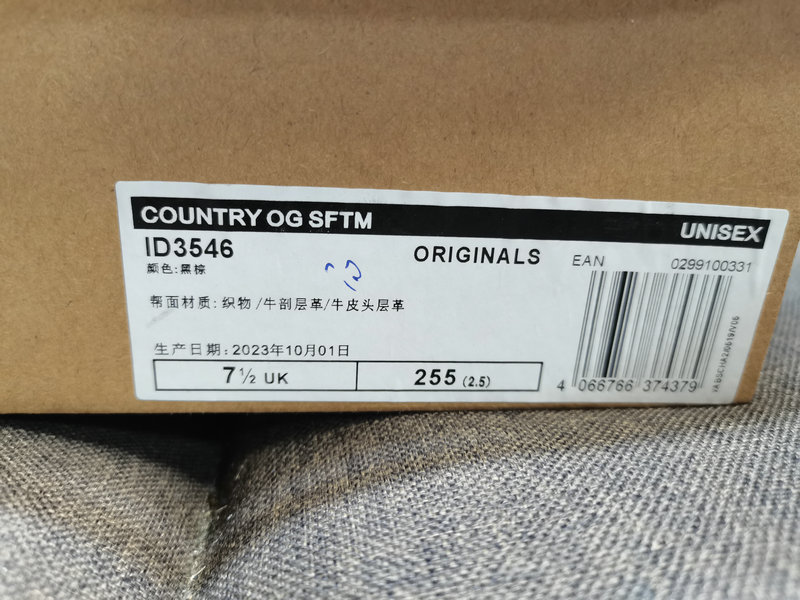 COUNTRY OG SFTM
UNISEX
ID3546
ORIGINALS
EAN
0299100331
颜色:黑棕
帮面材质: 织物 /牛剖层革/牛皮头层革
生产日期: 2023年10月01日
7½ UK
255 (2.5)
4 066766 374379